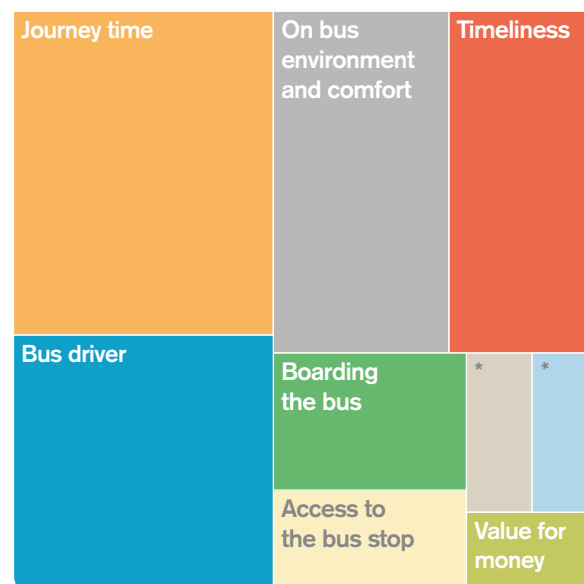 Journey time
On bus
environment
and comfort
Timeliness
Bus driver
Boarding
the bus
*
*
Access to
the bus stop
Value for
money